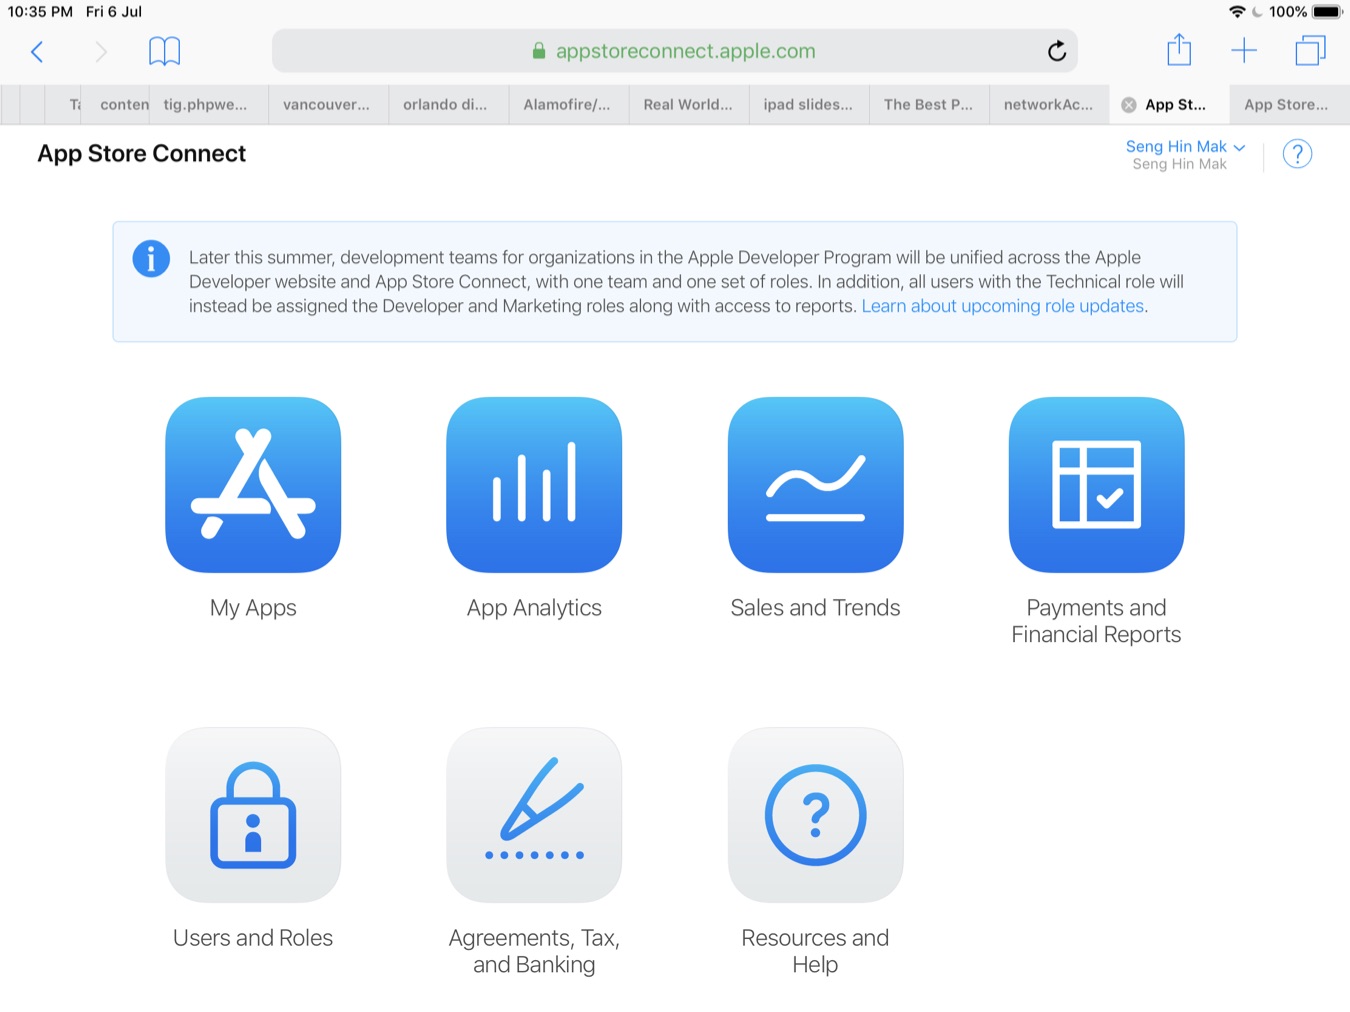 10:35 PM Fri 6 Jul
100%
appstoreconnect.apple.com
conten
tig.phpwe...
vancouver...
orlando di...
Alamofire/...
Real World...
ipad slides...
The Best P...
networkAc...
App St...
App Store...
App Store Connect
Seng Hin Mak
Seng Hin Mak
?
Later this summer, development teams for organizations in the Apple Developer Program will be unified across the Apple
Developer website and App Store Connect, with one team and one set of roles. In addition, all users with the Technical role will
instead be assigned the Developer and Marketing roles along with access to reports. Learn about upcoming role updates.
My Apps
App Analytics
Sales and Trends
Payments and
Financial Reports
?
Users and Roles
Agreements, Tax,
and Banking
Resources and
Help